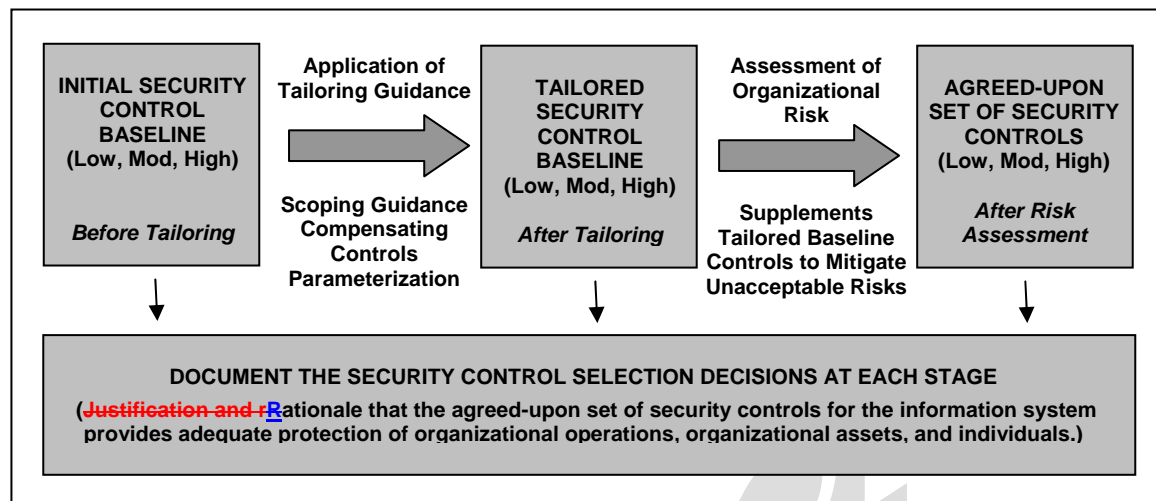 INITIAL SECURITY
CONTROL
BASELINE
(Low, Mod, High)
Before Tailoring
Application of
Tailoring Guidance
Scoping Guidance
Compensating
Controls
Parameterization
TAILORED
SECURITY
CONTROL
BASELINE
(Low, Mod, High)
After Tailoring
Assessment of
Organizational
Risk
Supplements
Tailored Baseline
Controls to Mitigate
Unacceptable Risks
AGREED-UPON
SET OF SECURITY
CONTROLS
(Low, Mod, High)
After Risk
Assessment
DOCUMENT THE SECURITY CONTROL SELECTION DECISIONS AT EACH STAGE
(Justification and rRationale that the agreed-upon set of security controls for the information system
provides adequate protection of organizational operations, organizational assets, and individuals.)